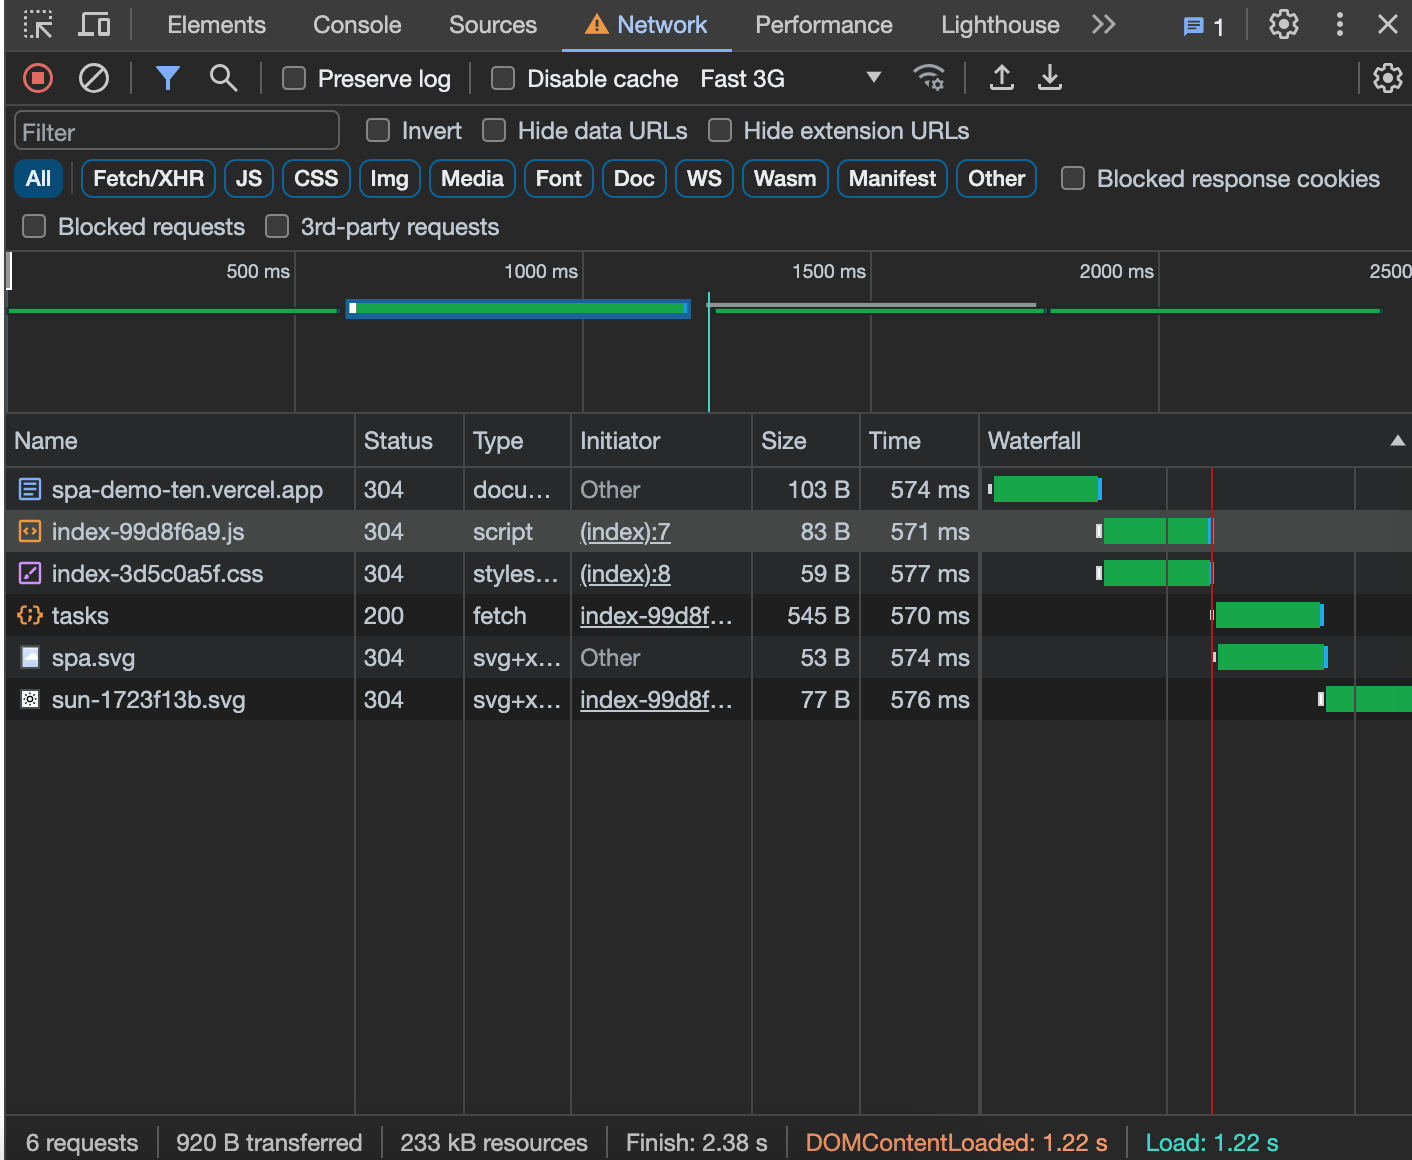 Elements Console Sources Network Performance Lighthouse 1
Preserve log Disable cache Fast 3G
Filter Invert Hide data URLs Hide extension URLs
All Fetch/XHR JS CSS Img Media Font Doc WS Wasm Manifest Other Blocked response cookies
Blocked requests 3rd-party requests
500 ms 1000 ms 1500 ms 2000 ms 2500
Name Status Type Initiator Size Time Waterfall
spa-demo-ten.vercel.app 304 docu... Other 103 B 574 ms
index-99d8f6a9.js 304 script (index):7 83 B 571 ms
index-3d5c0a5f.css 304 styles... (index):8 59 B 577 ms
tasks 200 fetch index-99d8f... 545 B 570 ms
spa.svg 304 svg+x... Other 53 B 574 ms
sun-1723f13b.svg 304 svg+x... index-99d8f... 77 B 576 ms
6 requests 920 B transferred 233 kB resources Finish: 2.38 s DOMContentLoaded: 1.22 s Load: 1.22 s